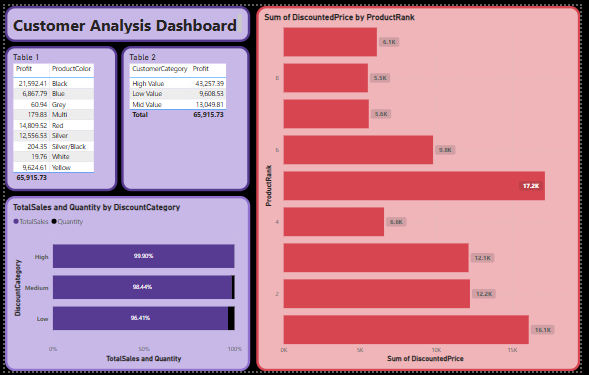 Customer Analysis Dashboard
Table 1
Profit ProductColor
21,592.41 Black
6,867.79 Blue
60.94 Grey
179.83 Multi
14,809.52 Red
12,556.53 Silver
204.35 Silver/Black
19.76 White
9,624.61 Yellow
65,915.73
Table 2
CustomerCategory Profit
High Value 43,257.39
Low Value 9,608.53
Mid Value 13,049.81
Total 65,915.73
TotalSales and Quantity by DiscountCategory
TotalSales Quantity
DiscountCategory
High 99.90%
Medium 98.44%
Low 96.41%
0% 50% 100%
TotalSales and Quantity
Sum of DiscountedPrice by ProductRank
ProductRank
6.1K
8 5.5K
5.6K
6 9.8K
17.2K
4 6.6K
12.1K
2 12.2K
16.1K
0K 5K 10K 15K
Sum of DiscountedPrice